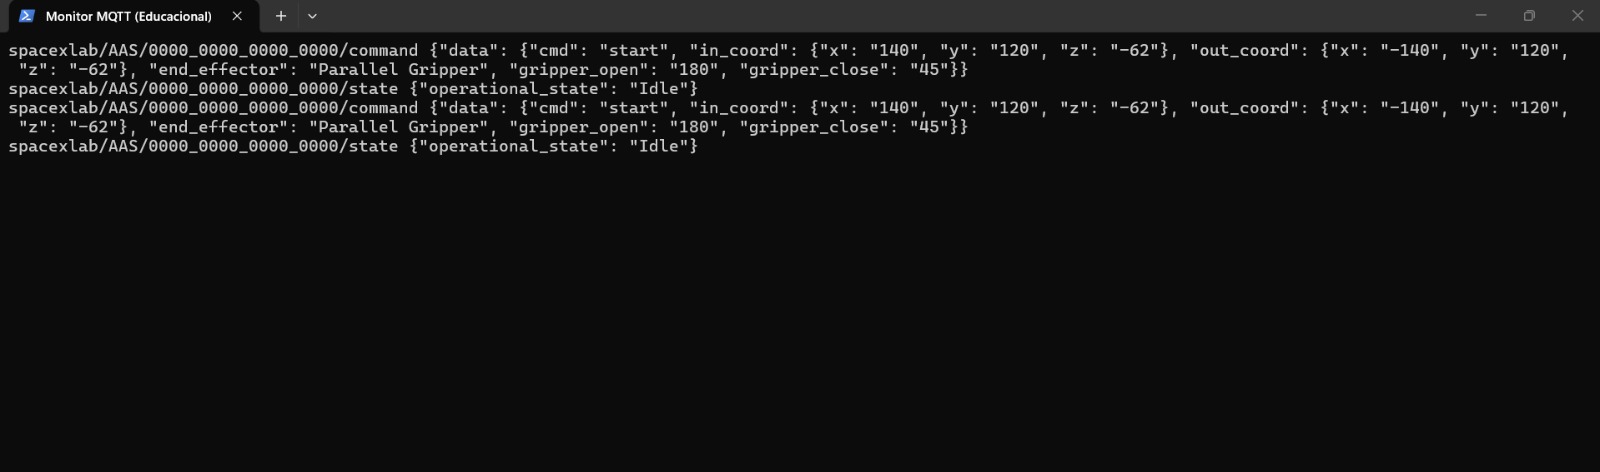 Monitor MQTT (Educacional)
spacexlab/AAS/0000_0000_0000_0000/command {"data": {"cmd": "start", "in_coord": {"x": "140", "y": "120", "z": "-62"}, "out_coord": {"x": "-140", "y": "120",
"z": "-62"}, "end_effector": "Parallel Gripper", "gripper_open": "180", "gripper_close": "45"}}
spacexlab/AAS/0000_0000_0000_0000/state {"operational_state": "Idle"}
spacexlab/AAS/0000_0000_0000_0000/command {"data": {"cmd": "start", "in_coord": {"x": "140", "y": "120", "z": "-62"}, "out_coord": {"x": "-140", "y": "120",
"z": "-62"}, "end_effector": "Parallel Gripper", "gripper_open": "180", "gripper_close": "45"}}
spacexlab/AAS/0000_0000_0000_0000/state {"operational_state": "Idle"}